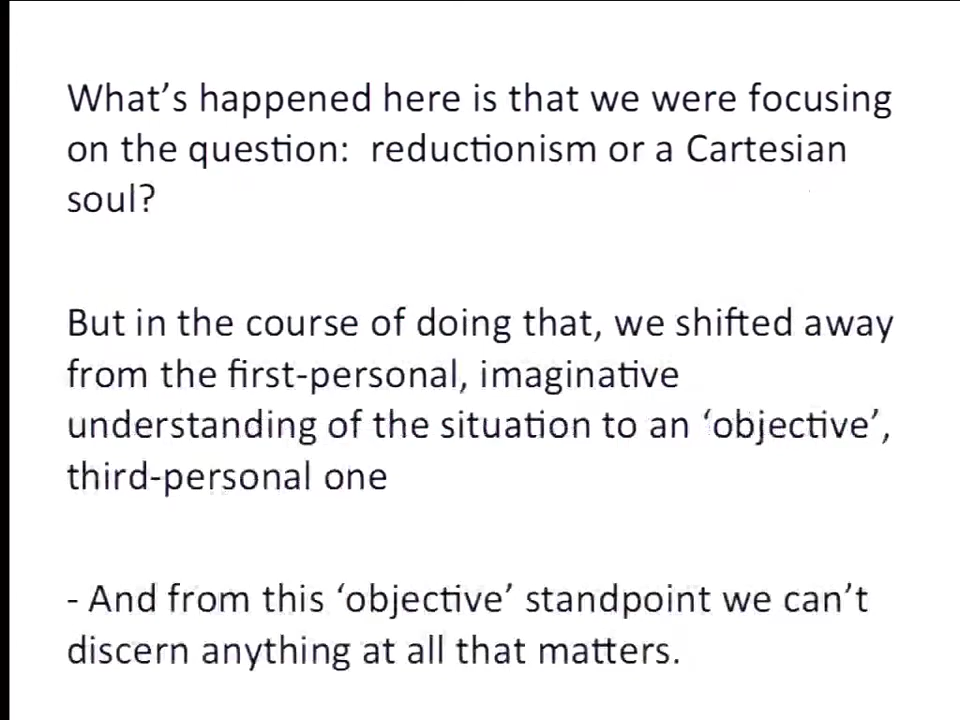 What’s happened here is that we were focusing
on the question:  reductionism or a Cartesian
soul?
But in the course of doing that, we shifted away
from the first-personal, imaginative
understanding of the situation to an ‘objective’,
third-personal one
- And from this ‘objective’ standpoint we can’t
discern anything at all that matters.